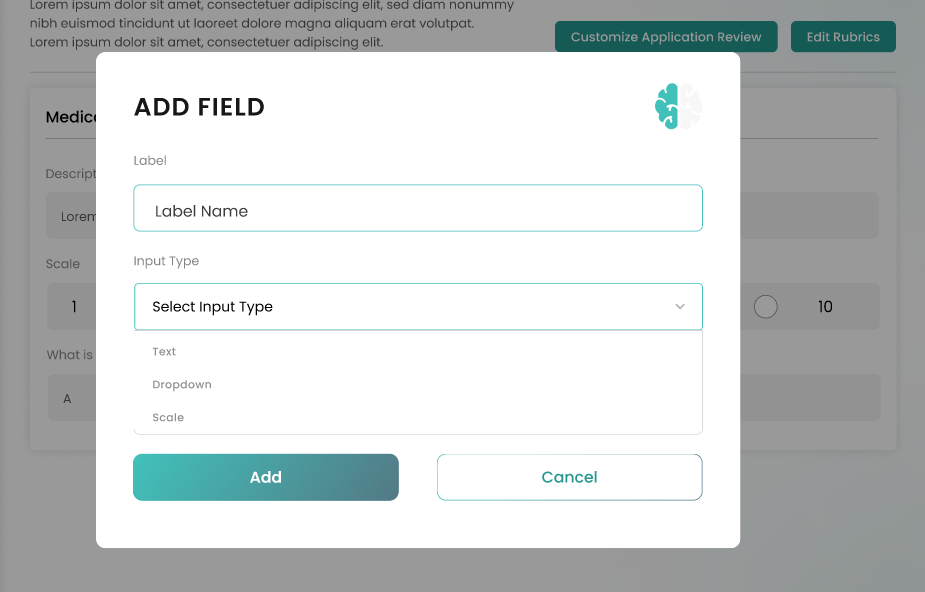 Lorem ipsum dolor sit amet, consectetuer adipiscing elit, sed diam nonummy
nibh euismod tincidunt ut laoreet dolore magna aliquam erat volutpat.
Lorem ipsum dolor sit amet, consectetuer adipiscing elit.
Customize Application Review
Edit Rubrics
Medica
ADD FIELD
Label
Descript
Label Name
Lorem
Input Type
Scale
Select Input Type
1
10
Text
What is
Dropdown
A
Scale
Add
Cancel